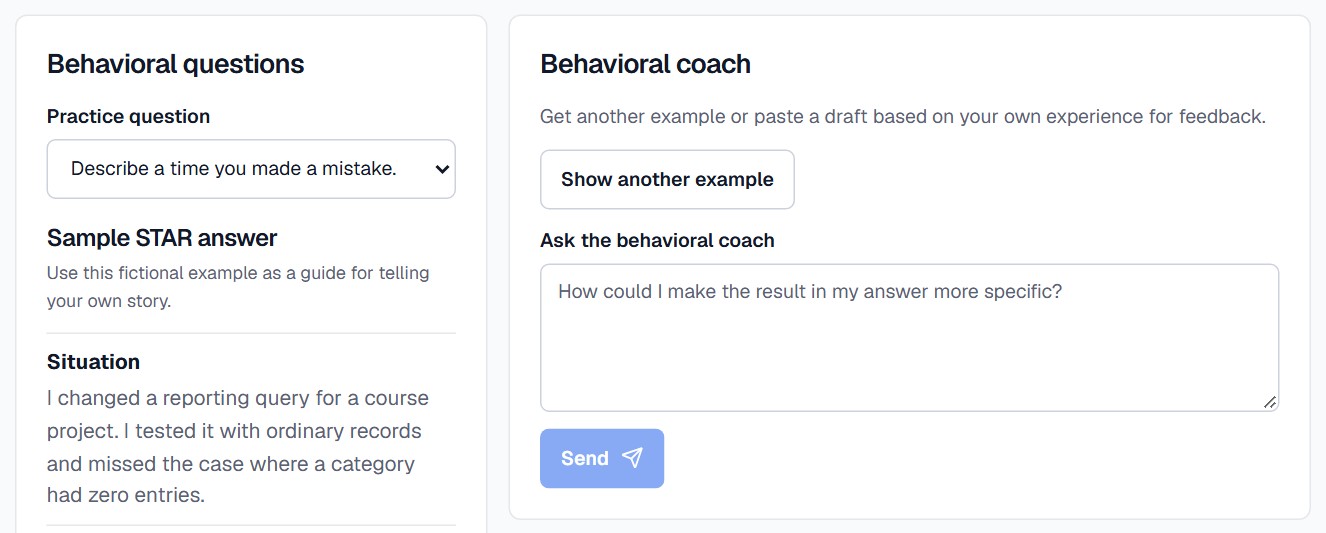 Behavioral questions
Practice question
Describe a time you made a mistake.
Sample STAR answer
Use this fictional example as a guide for telling
your own story.
Situation
I changed a reporting query for a course
project. I tested it with ordinary records
and missed the case where a category
had zero entries.
Behavioral coach
Get another example or paste a draft based on your own experience for feedback.
Show another example
Ask the behavioral coach
How could I make the result in my answer more specific?
Send